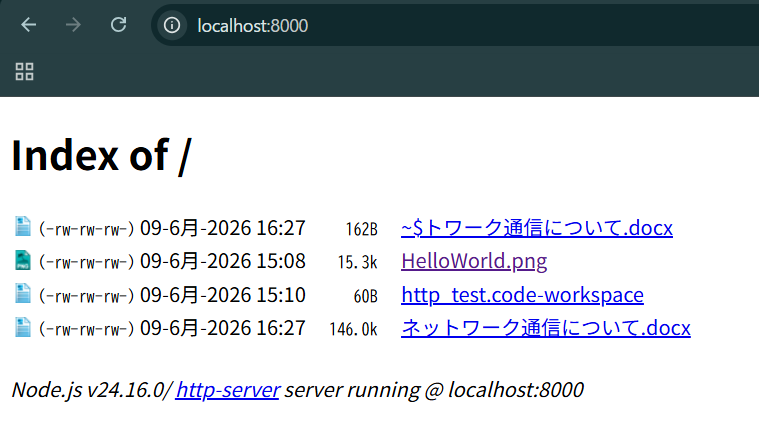 localhost:8000
Index of /
(-rw-rw-rw-) 09-6月-2026 16:27 162B ~$トワーク通信について.docx
(-rw-rw-rw-) 09-6月-2026 15:08 15.3k HelloWorld.png
(-rw-rw-rw-) 09-6月-2026 15:10 60B http_test.code-workspace
(-rw-rw-rw-) 09-6月-2026 16:27 146.0k ネットワーク通信について.docx
Node.js v24.16.0/ http-server server running @ localhost:8000